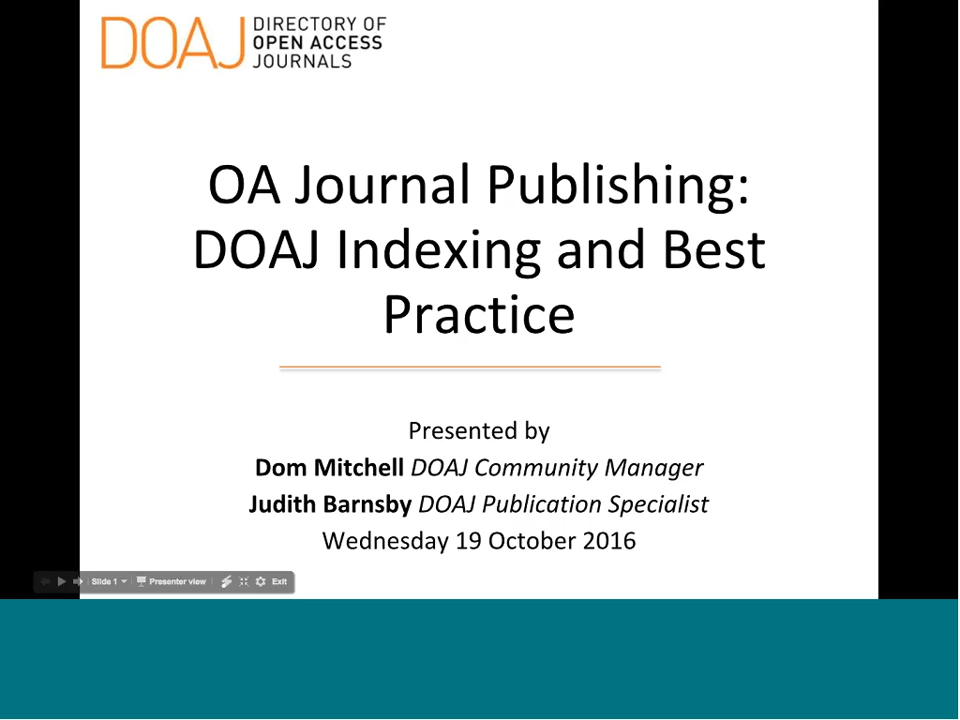 DOAJ
DIRECTORY OF
OPEN ACCESS
JOURNALS
OA Journal Publishing:
DOAJ Indexing and Best
Practice
Presented by
Dom Mitchell DOAJ Community Manager
Judith Barnsby DOAJ Publication Specialist
Wednesday 19 October 2016
Slide 1 Presenter view Exit